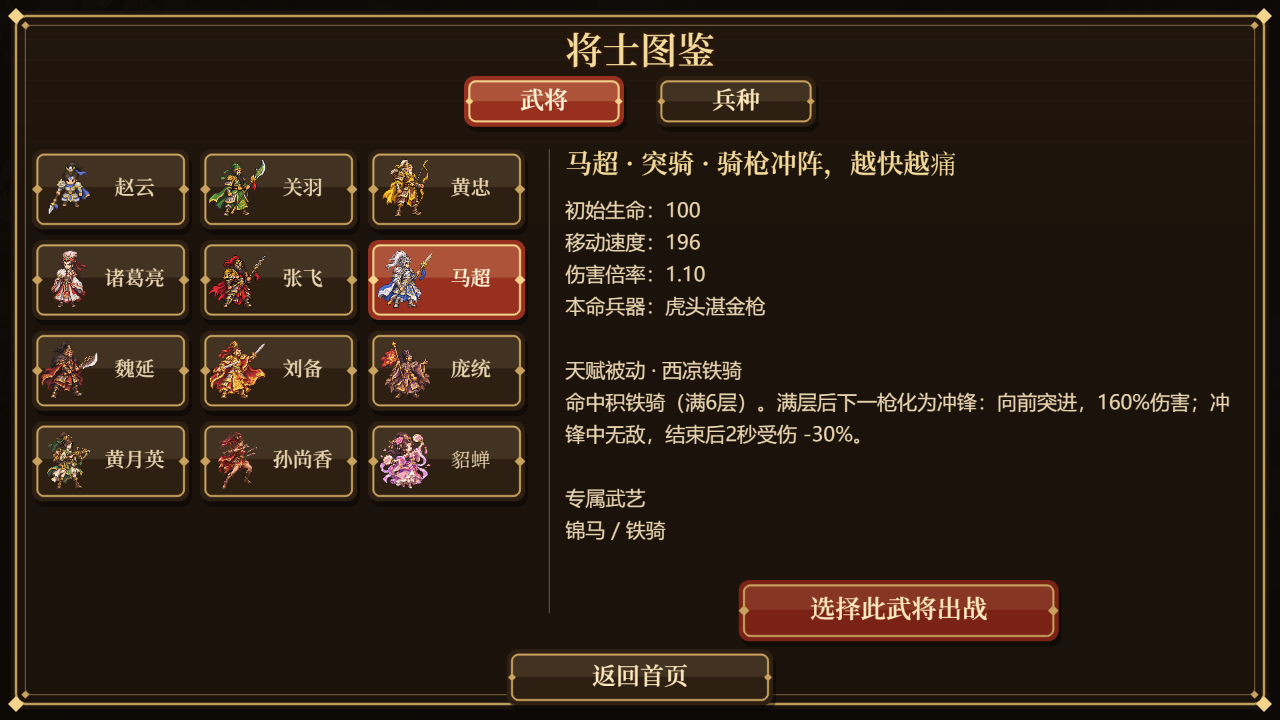 将士图鉴
武将
兵种
赵云
关羽
黄忠
诸葛亮
张飞
马超
魏延
刘备
庞统
黄月英
孙尚香
貂蝉
马超 · 突骑 · 骑枪冲阵，越快越痛
初始生命：100
移动速度：196
伤害倍率：1.10
本命兵器：虎头湛金枪
天赋被动 · 西凉铁骑
命中积铁骑（满6层）。满层后下一枪化为冲锋：向前突进，160%伤害；冲
锋中无敌，结束后2秒受伤 -30%。
专属武艺
锦马 / 铁骑
选择此武将出战
返回首页